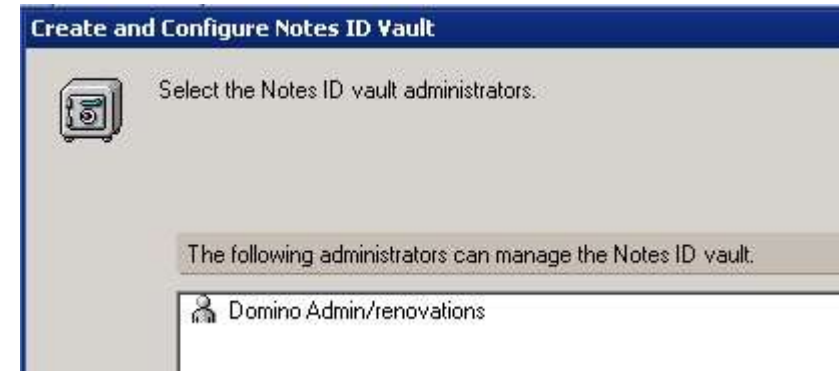 Create and Configure Notes ID Vault
Select the Notes ID vault administrators.
The following administrators can manage the Notes ID vault.
Domino Admin/renovations